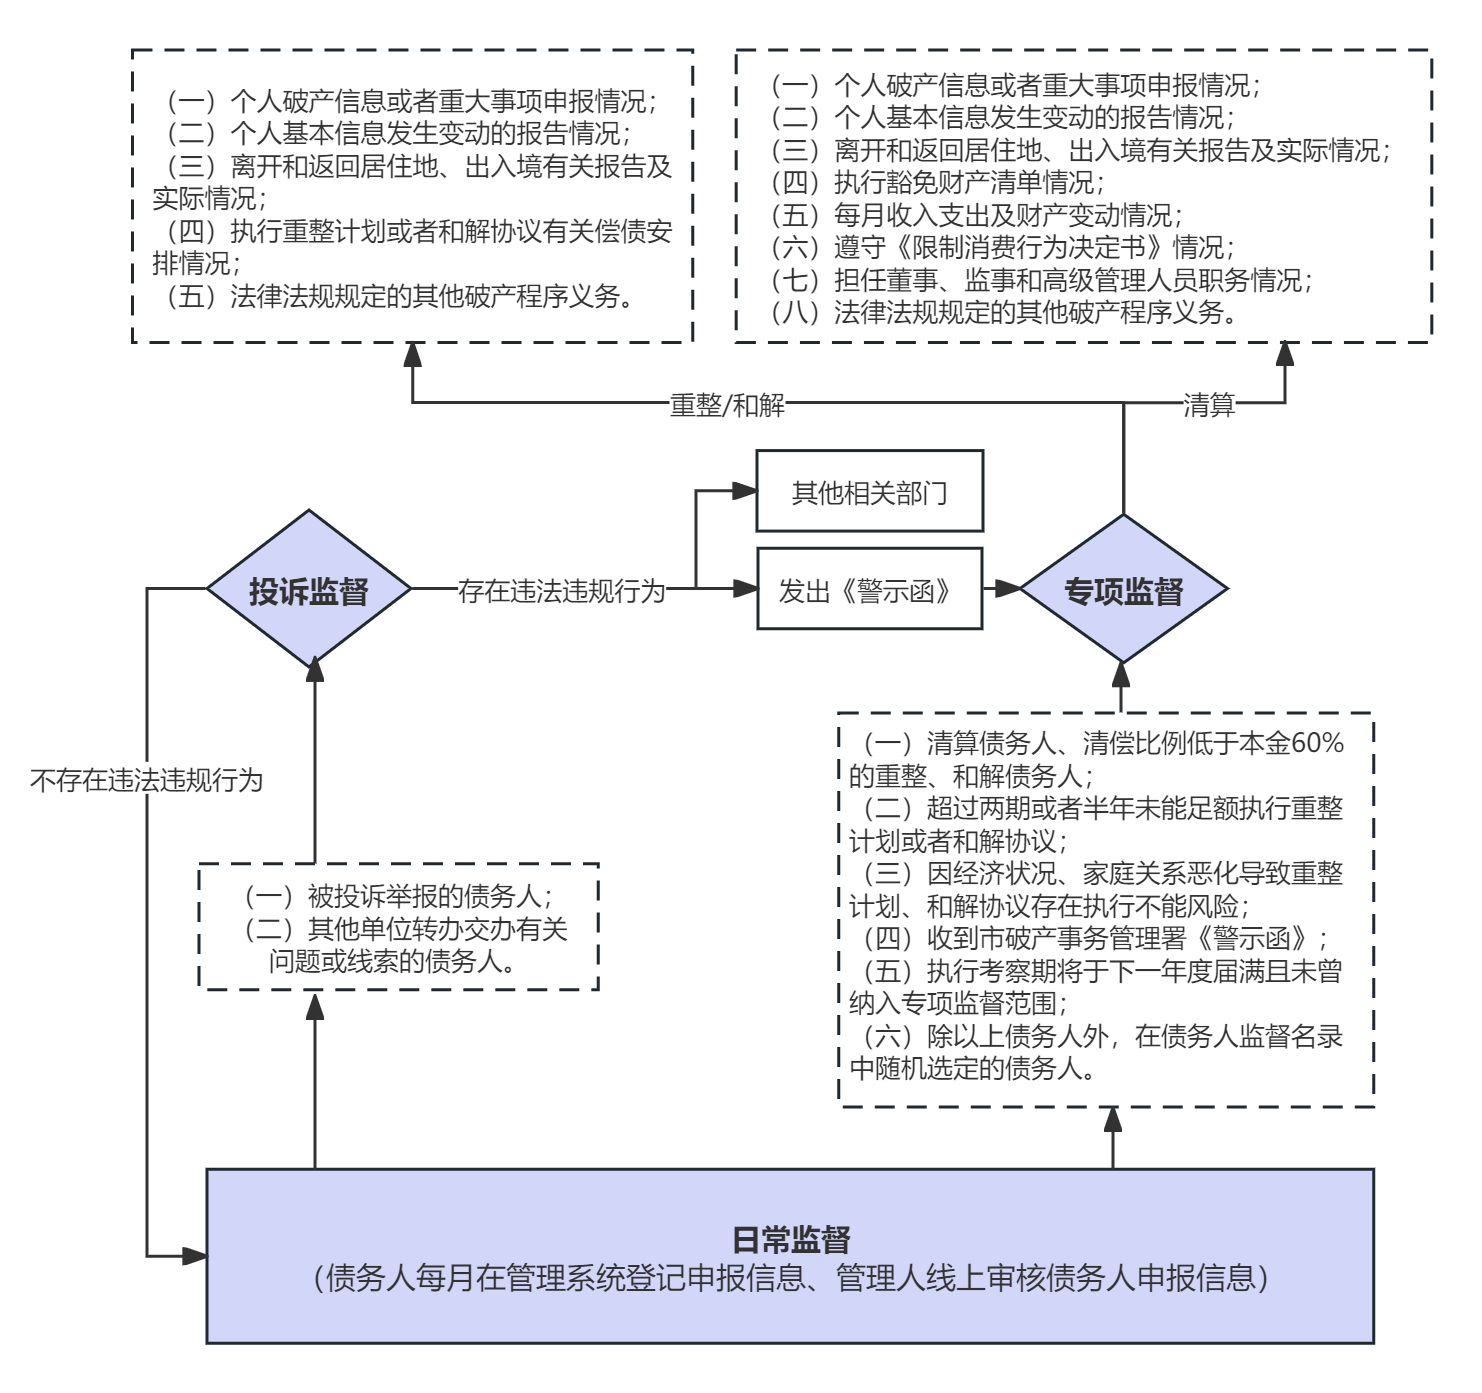 （一）个人破产信息或者重大事项申报情况；
（二）个人基本信息发生变动的报告情况；
（三）离开和返回居住地、出入境有关报告及
实际情况；
（四）执行重整计划或者和解协议有关偿债安
排情况；
（五）法律法规规定的其他破产程序义务。
（一）个人破产信息或者重大事项申报情况；
（二）个人基本信息发生变动的报告情况；
（三）离开和返回居住地、出入境有关报告及实际情况；
（四）执行豁免财产清单情况；
（五）每月收入支出及财产变动情况；
（六）遵守《限制消费行为决定书》情况；
（七）担任董事、监事和高级管理人员职务情况；
（八）法律法规规定的其他破产程序义务。
重整/和解
清算
其他相关部门
投诉监督
存在违法违规行为
发出《警示函》
专项监督
不存在违法违规行为
（一）清算债务人、清偿比例低于本金60%
的重整、和解债务人；
（二）超过两期或者半年未能足额执行重整
计划或者和解协议；
（三）因经济状况、家庭关系恶化导致重整
计划、和解协议存在执行不能风险；
（四）收到市破产事务管理署《警示函》；
（五）执行考察期将于下一年度届满且未曾
纳入专项监督范围；
（六）除以上债务人外，在债务人监督名录
中随机选定的债务人。
（一）被投诉举报的债务人；
（二）其他单位转办交办有关
问题或线索的债务人。
日常监督
（债务人每月在管理系统登记申报信息、管理人线上审核债务人申报信息）